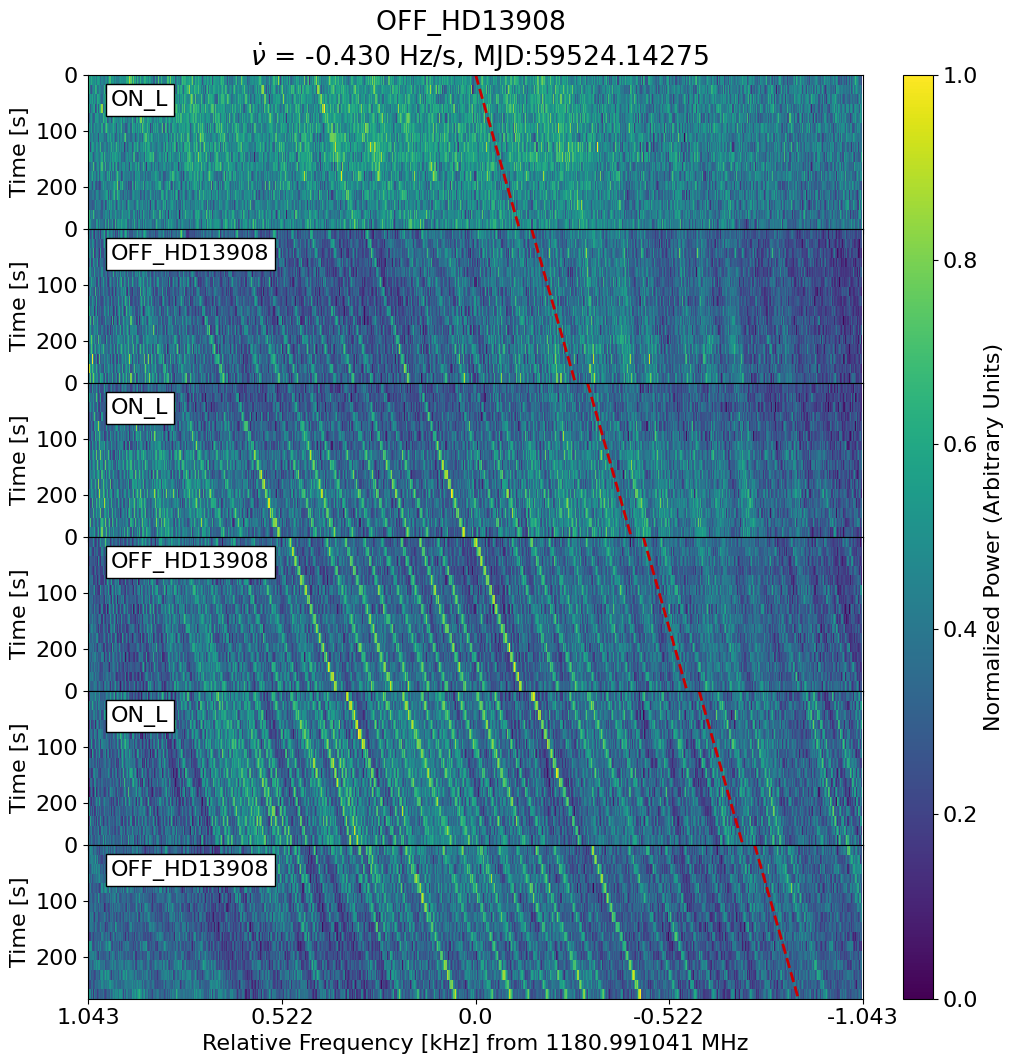 OFF_HD13908
ν̇ = -0.430 Hz/s, MJD:59524.14275
ON_L
OFF_HD13908
ON_L
OFF_HD13908
ON_L
OFF_HD13908
Time [s]
0
100
200
Time [s]
0
100
200
Time [s]
0
100
200
Time [s]
0
100
200
Time [s]
0
100
200
Time [s]
0
100
200
1.043 0.522 0.0 -0.522 -1.043
Relative Frequency [kHz] from 1180.991041 MHz
1.0
0.8
0.6
0.4
0.2
0.0
Normalized Power (Arbitrary Units)